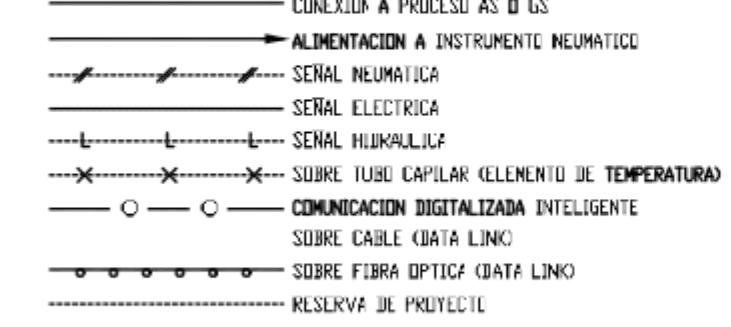 CONEXION A PROCESO AS O GS
ALIMENTACION A INSTRUMENTO NEUMATICO
SEÑAL NEUMATICA
SEÑAL ELECTRICA
SEÑAL HIDRAULICA
SOBRE TUBO CAPILAR (ELEMENTO DE TEMPERATURA)
COMUNICACION DIGITALIZADA INTELIGENTE
SOBRE CABLE (DATA LINK)
SOBRE FIBRA OPTICA (DATA LINK)
RESERVA DE PROYECTO